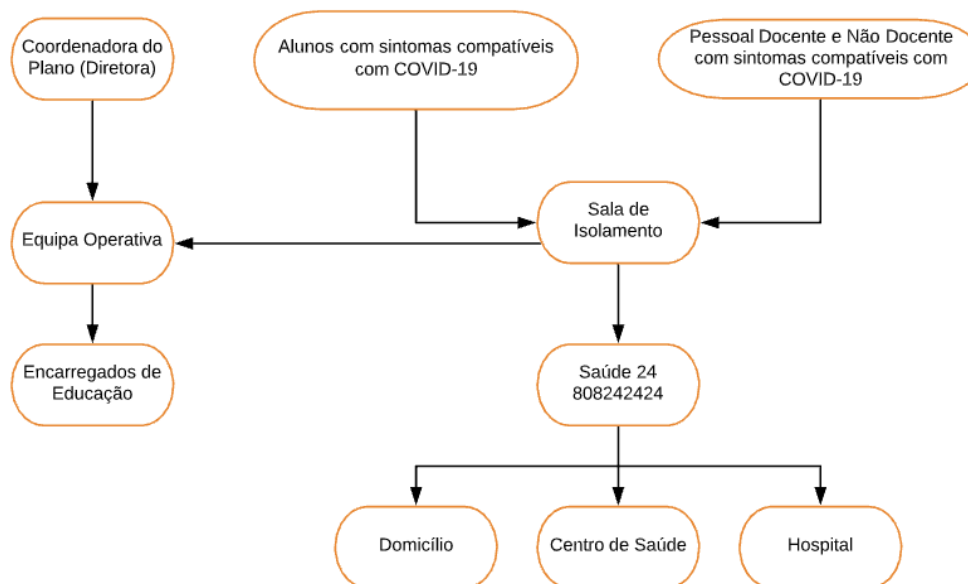 Coordenadora do
Plano (Diretora)
Alunos com sintomas compatíveis
com COVID-19
Pessoal Docente e Não Docente
com sintomas compatíveis com
COVID-19
Equipa Operativa
Sala de
Isolamento
Encarregados de
Educação
Saúde 24
808242424
Domicílio
Centro de Saúde
Hospital